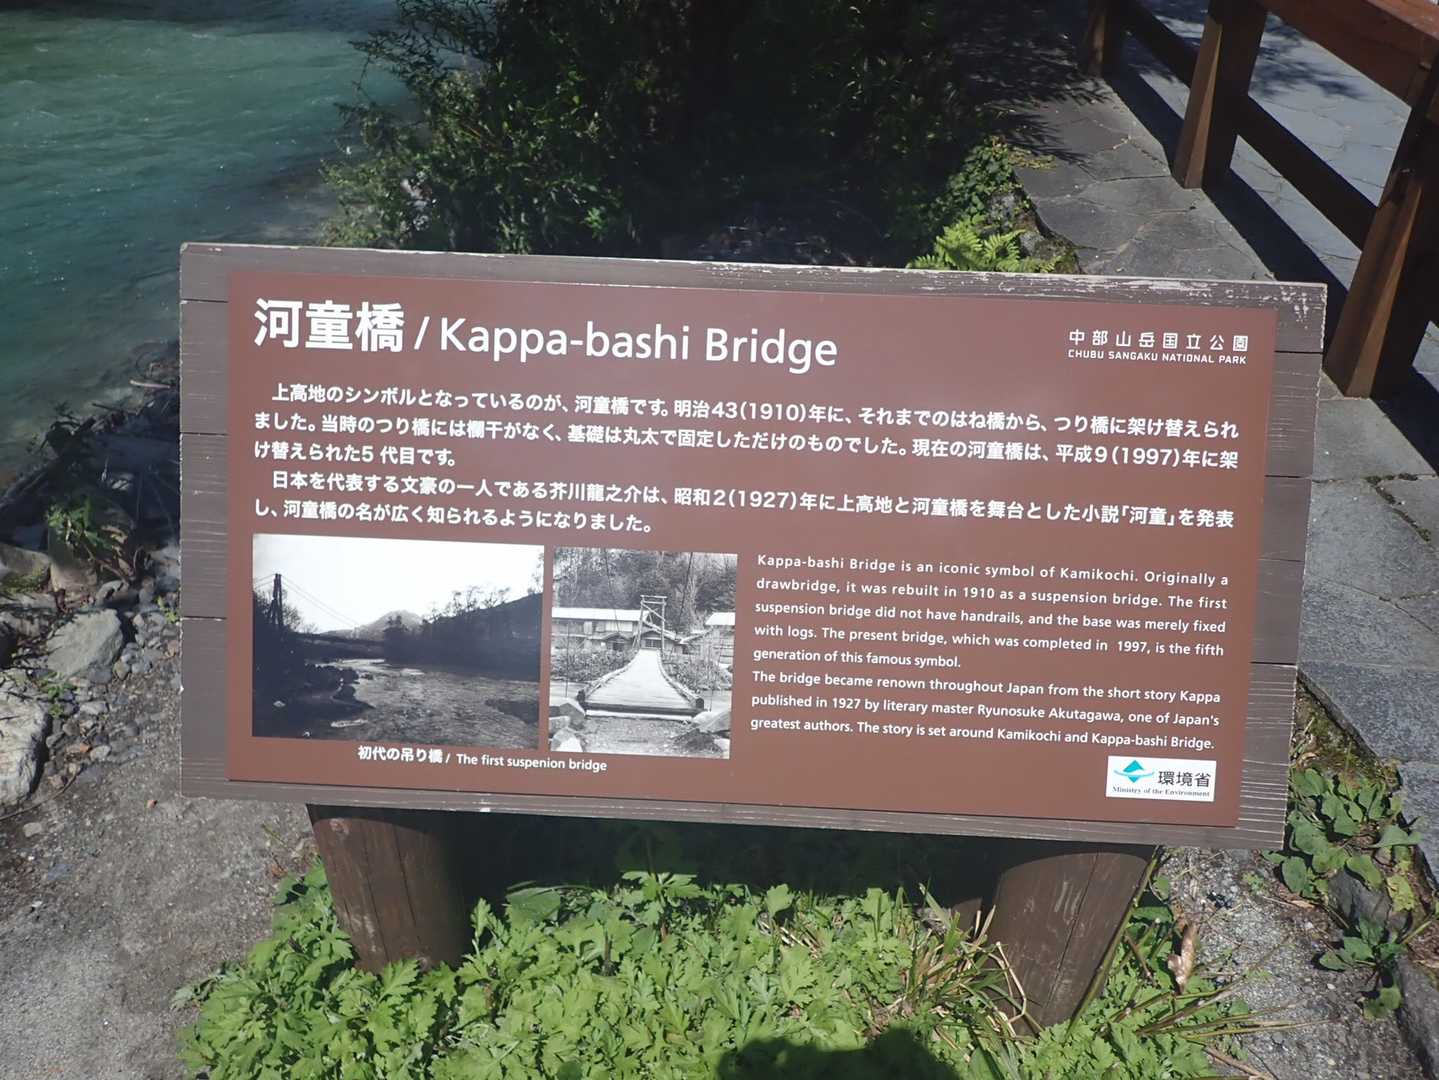 河童橋 / Kappa-bashi Bridge
中部山岳国立公園
CHUBU SANGAKU NATIONAL PARK
上高地のシンボルとなっているのが、河童橋です。明治43(1910)年に、それまでのはね橋から、つり橋に架け替えられ
ました。当時のつり橋には欄干がなく、基礎は丸太で固定しただけのものでした。現在の河童橋は、平成9(1997)年に架
け替えられた5代目です。
日本を代表する文豪の一人である芥川龍之介は、昭和2(1927)年に上高地と河童橋を舞台とした小説「河童」を発表
し、河童橋の名が広く知られるようになりました。
Kappa-bashi Bridge is an iconic symbol of Kamikochi. Originally a
drawbridge, it was rebuilt in 1910 as a suspension bridge. The first
suspension bridge did not have handrails, and the base was merely fixed
with logs. The present bridge, which was completed in 1997, is the fifth
generation of this famous symbol.
The bridge became renown throughout Japan from the short story Kappa
published in 1927 by literary master Ryunosuke Akutagawa, one of Japan's
greatest authors. The story is set around Kamikochi and Kappa-bashi Bridge.
初代の吊り橋 / The first suspenion bridge
環境省
Ministry of the Environment